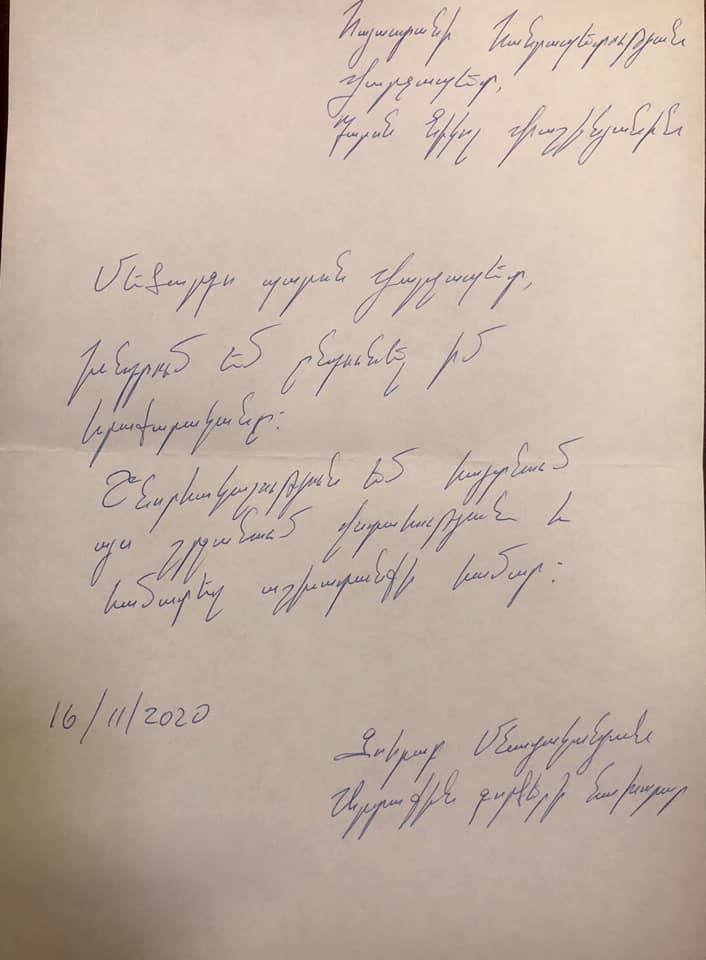 Հայաստանի Հանրապետության
վարչապետ,
Պարոն Նիկոլ Փաշինյանին
Մեծարգո պարոն վարչապետ,
խնդրում եմ ընդունել իմ
հրաժարականը:
Շնորհակալություն եմ հայտնում
այս շրջանում վստահության և
համատեղ աշխատանքի համար:
16/11/2020
Զոհրաբ Մնացականյան
Արտաքին գործերի նախարար